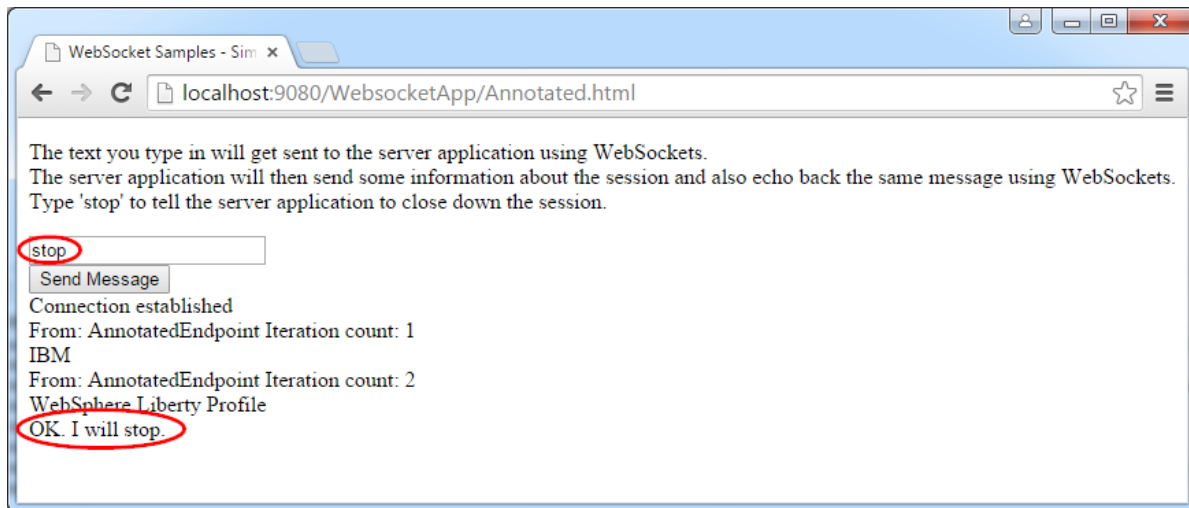 WebSocket Samples - Sim
localhost:9080/WebsocketApp/Annotated.html
The text you type in will get sent to the server application using WebSockets.
The server application will then send some information about the session and also echo back the same message using WebSockets.
Type 'stop' to tell the server application to close down the session.
stop
Send Message
Connection established
From: AnnotatedEndpoint Iteration count: 1
IBM
From: AnnotatedEndpoint Iteration count: 2
WebSphere Liberty Profile
OK. I will stop.